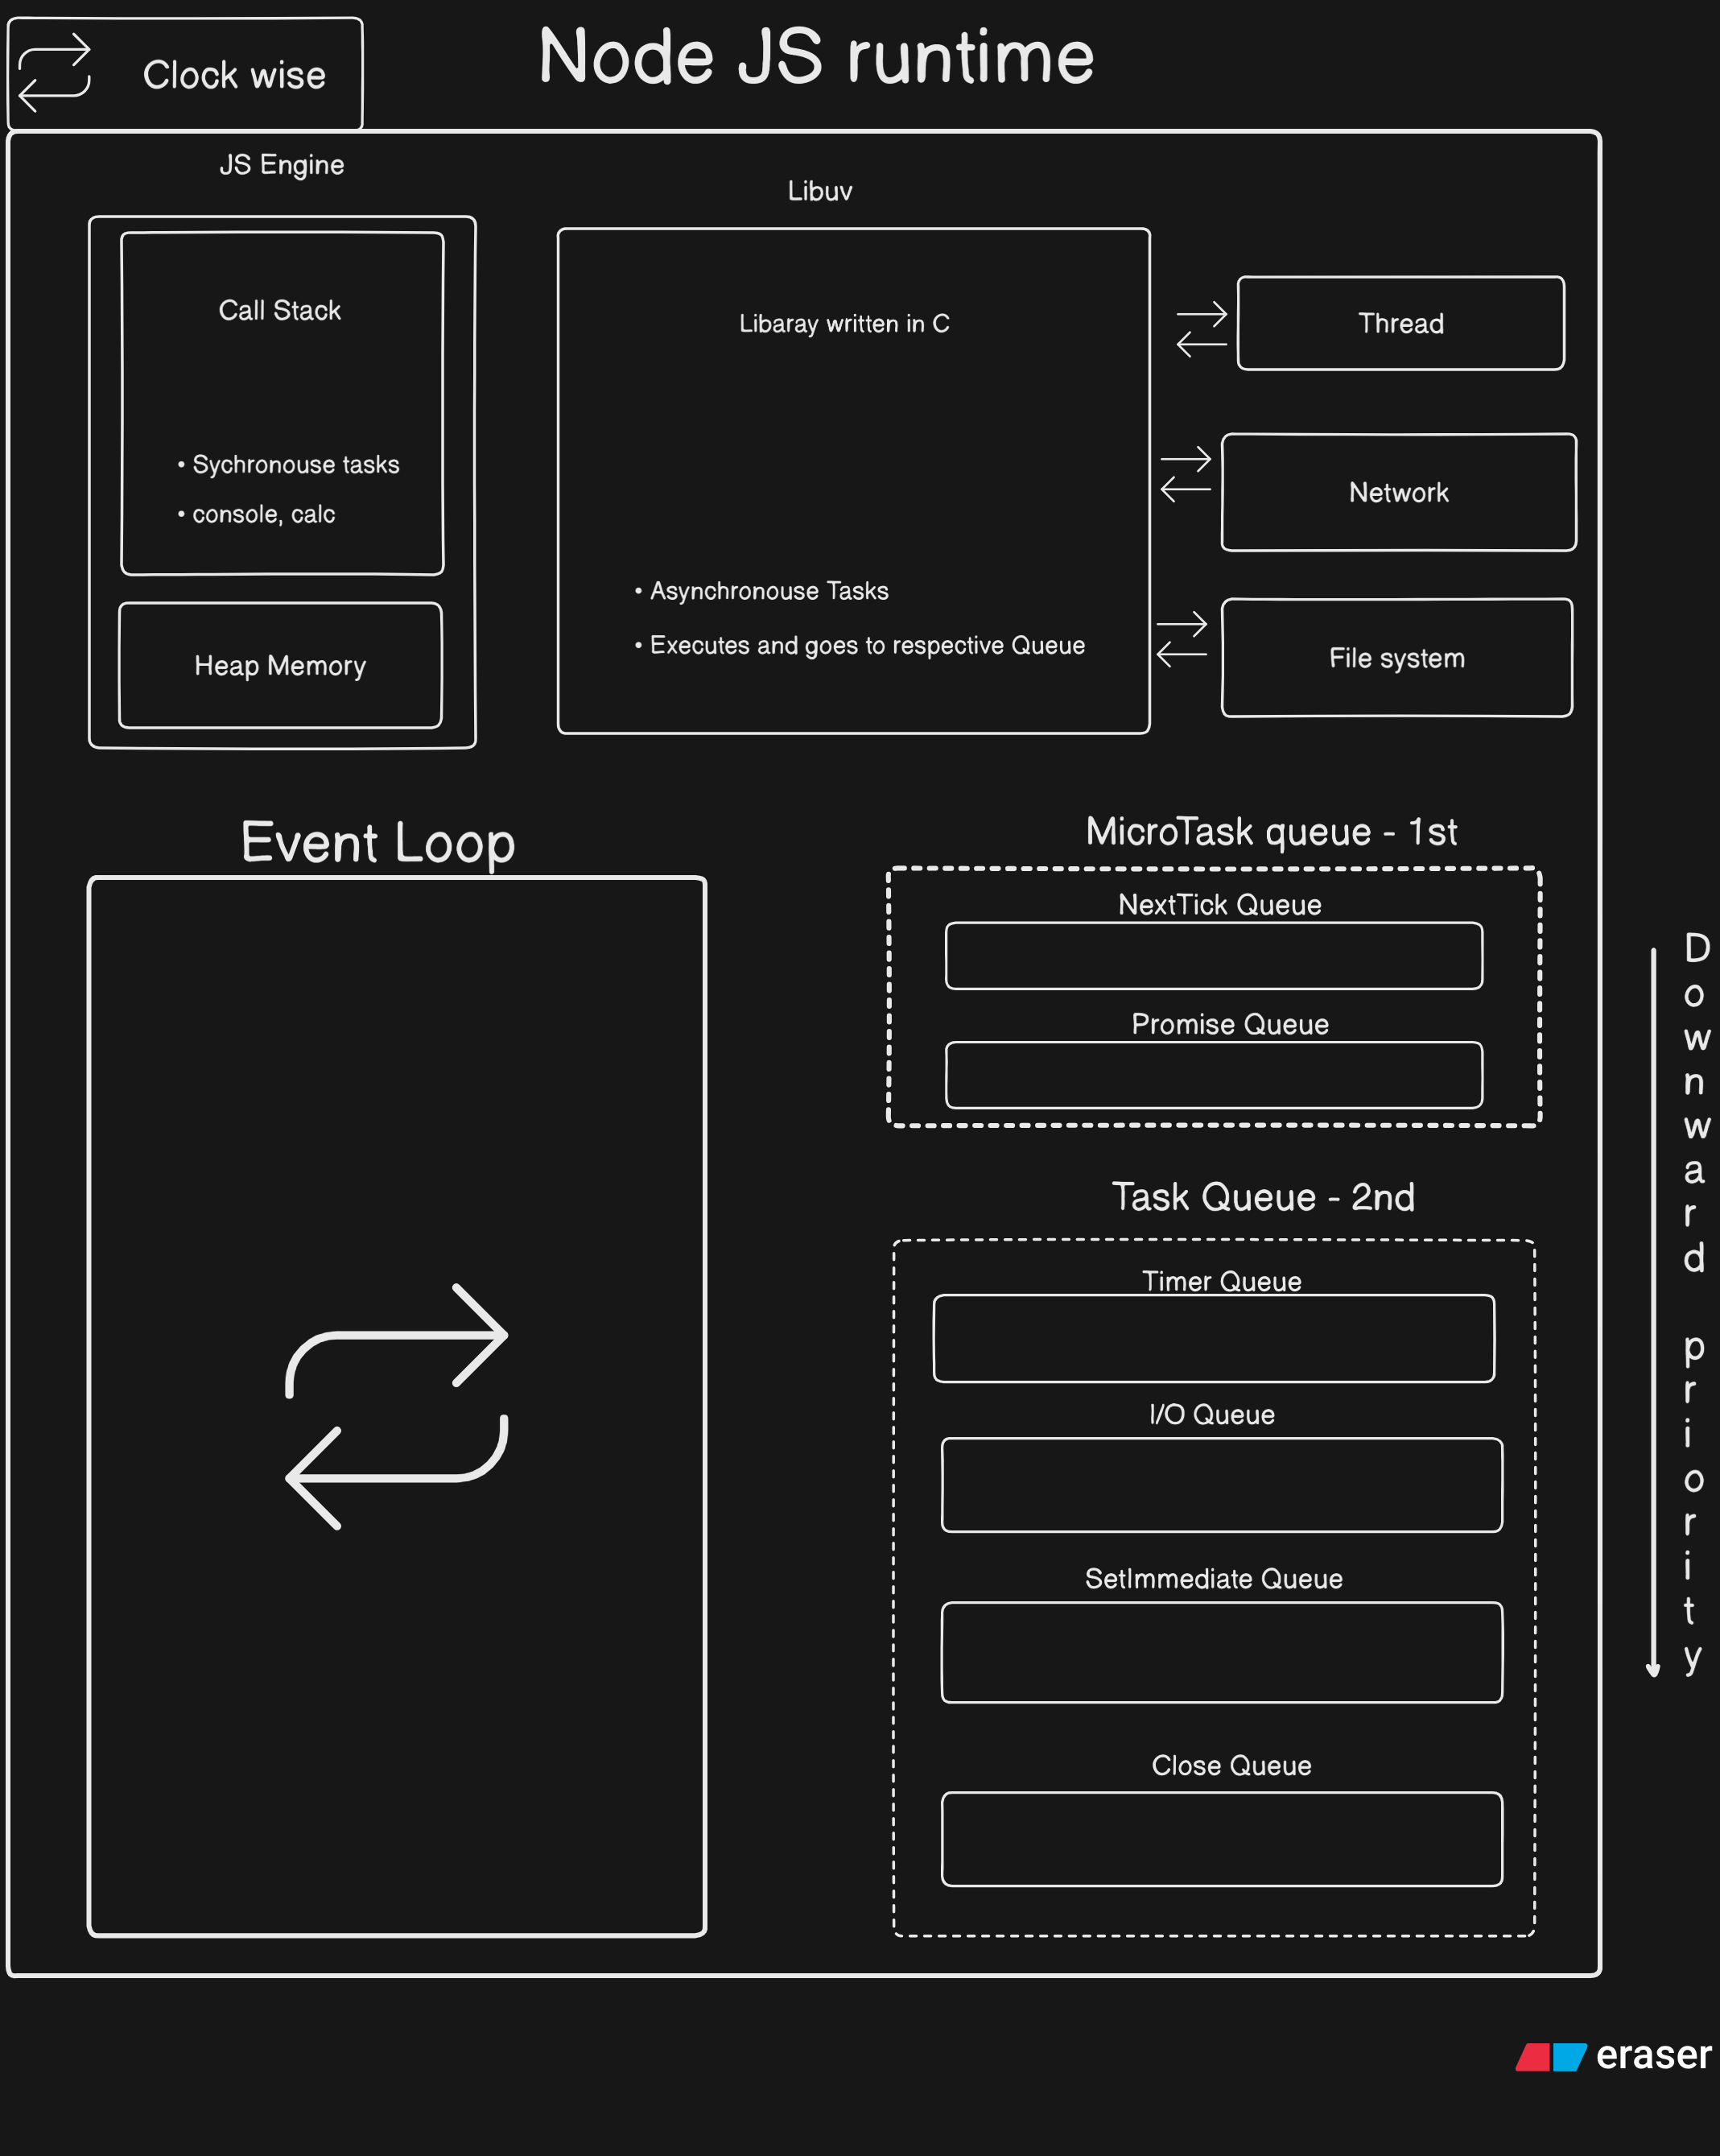 Clock wise
Node JS runtime
JS Engine
Libuv
Call Stack
• Sychronouse tasks
• console, calc
Heap Memory
Libaray written in C
• Asynchronouse Tasks
• Executes and goes to respective Queue
Thread
Network
File system
Event Loop
MicroTask queue - 1st
NextTick Queue
Promise Queue
Task Queue - 2nd
Timer Queue
I/O Queue
SetImmediate Queue
Close Queue
Downward priority
eraser